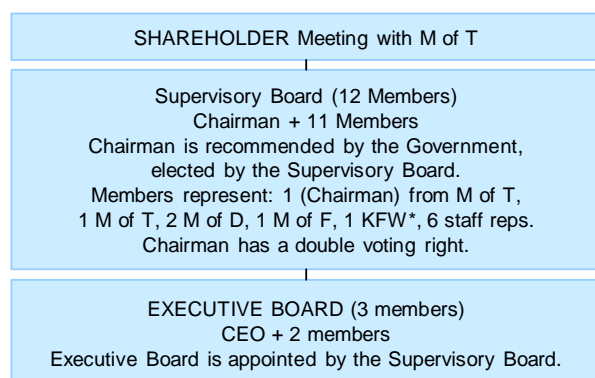 SHAREHOLDER Meeting with M of T
Supervisory Board (12 Members)
Chairman + 11 Members
Chairman is recommended by the Government,
elected by the Supervisory Board.
Members represent: 1 (Chairman) from M of T,
1 M of T, 2 M of D, 1 M of F, 1 KFW*, 6 staff reps.
Chairman has a double voting right.
EXECUTIVE BOARD (3 members)
CEO + 2 members
Executive Board is appointed by the Supervisory Board.